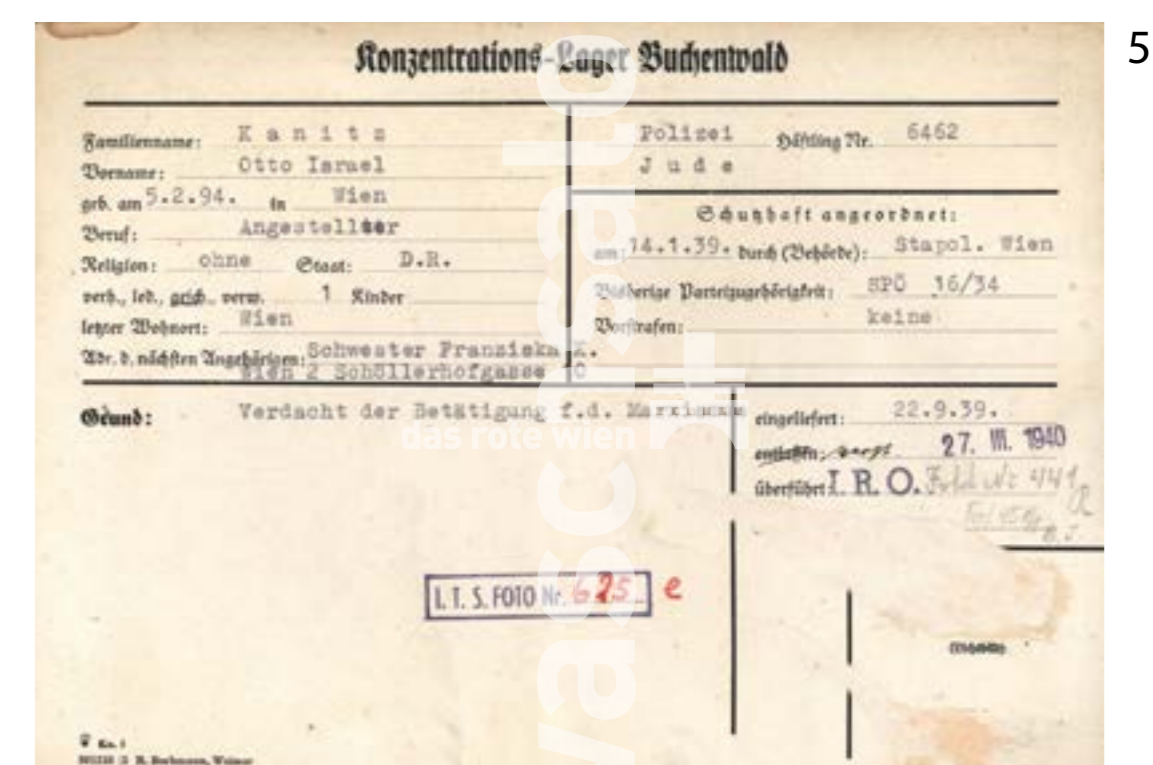 5
Konzentrations-Lager Buchenwald
Familienname: Kanitz
Vorname: Otto Israel
geb. am 5.2.94. in Wien
Beruf: Angestellter
Religion: ohne Staat: D.R.
verh., led., gesch., verw. 1 Kinder
letzter Wohnort: Wien
Adr. d. nächsten Angehörigen: Schwester Franziska K.
Wien 2 Schöllerhofgasse
Polizei Häftling Nr. 6462
Jude
Schutzhaft angeordnet:
am: 14.1.39. durch (Behörde): Stapol. Wien
Bisherige Parteizugehörigkeit: SPÖ 16/34
Vorstrafen: keine
Grund: Verdacht der Betätigung f.d. Marxismus
eingeliefert: 22.9.39.
entlassen: 27. III. 1940
überführt I. R. O. 441
das rote wien
waschsalon
I. T. S. FOTO Nr. 625 e